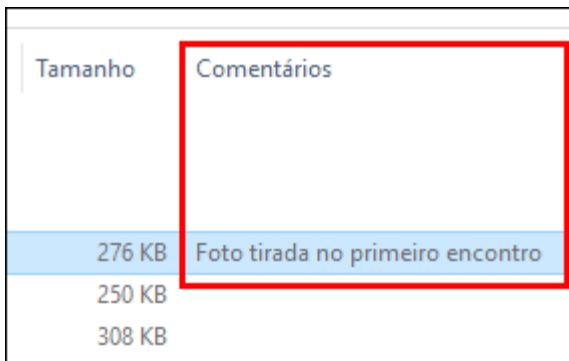 Tamanho Comentários
276 KB Foto tirada no primeiro encontro
250 KB
308 KB